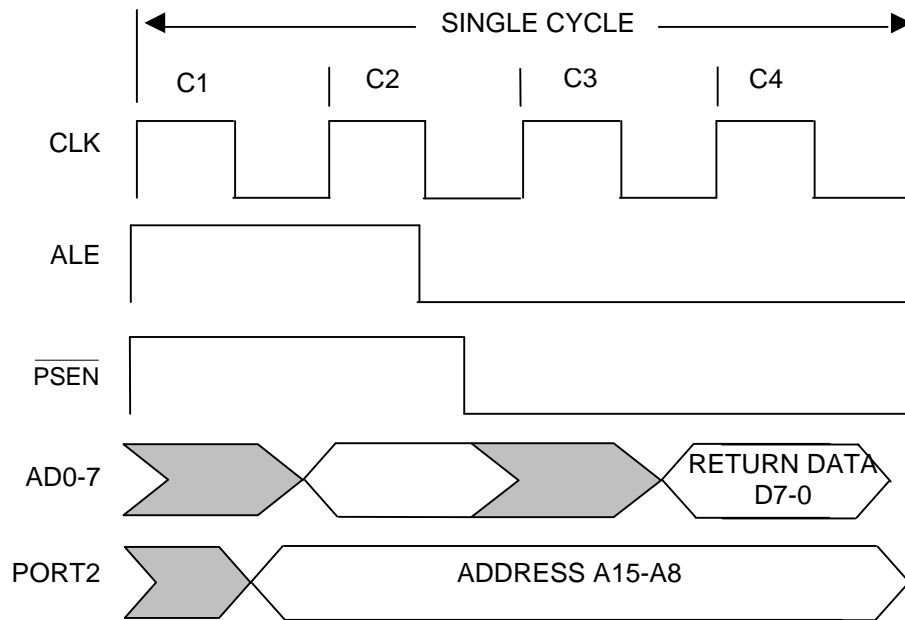 SINGLE CYCLE
C1 C2 C3 C4
CLK
ALE
PSEN
AD0-7
RETURN DATA
D7-0
PORT2
ADDRESS A15-A8